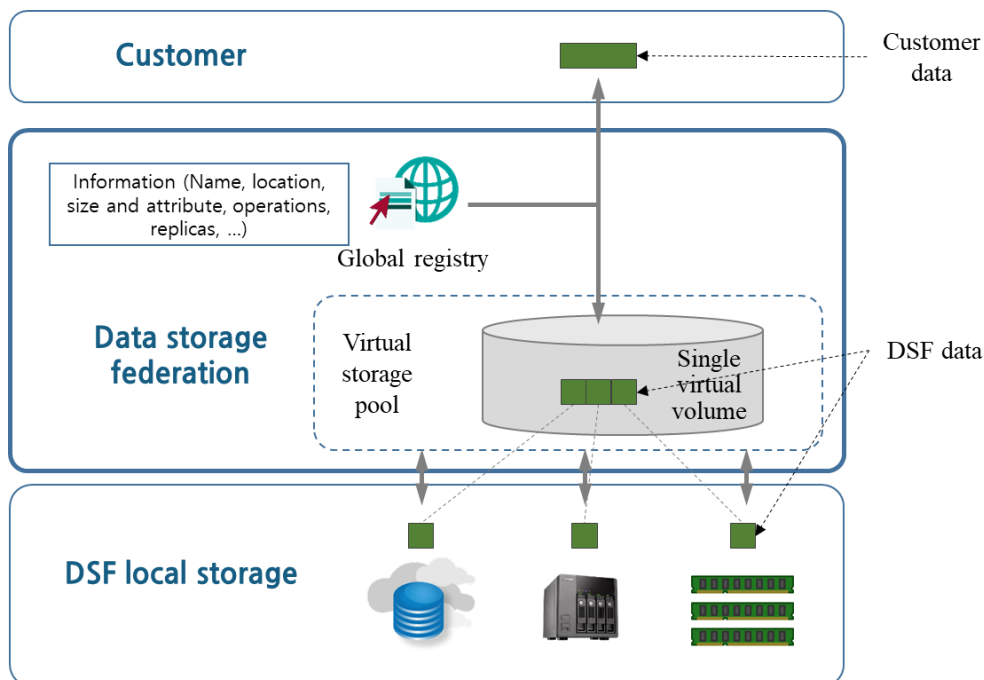 Customer
Customer
data
Information (Name, location,
size and attribute, operations,
replicas, ...)
Global registry
Data storage
federation
Virtual
storage
pool
Single
virtual
volume
DSF data
DSF local storage